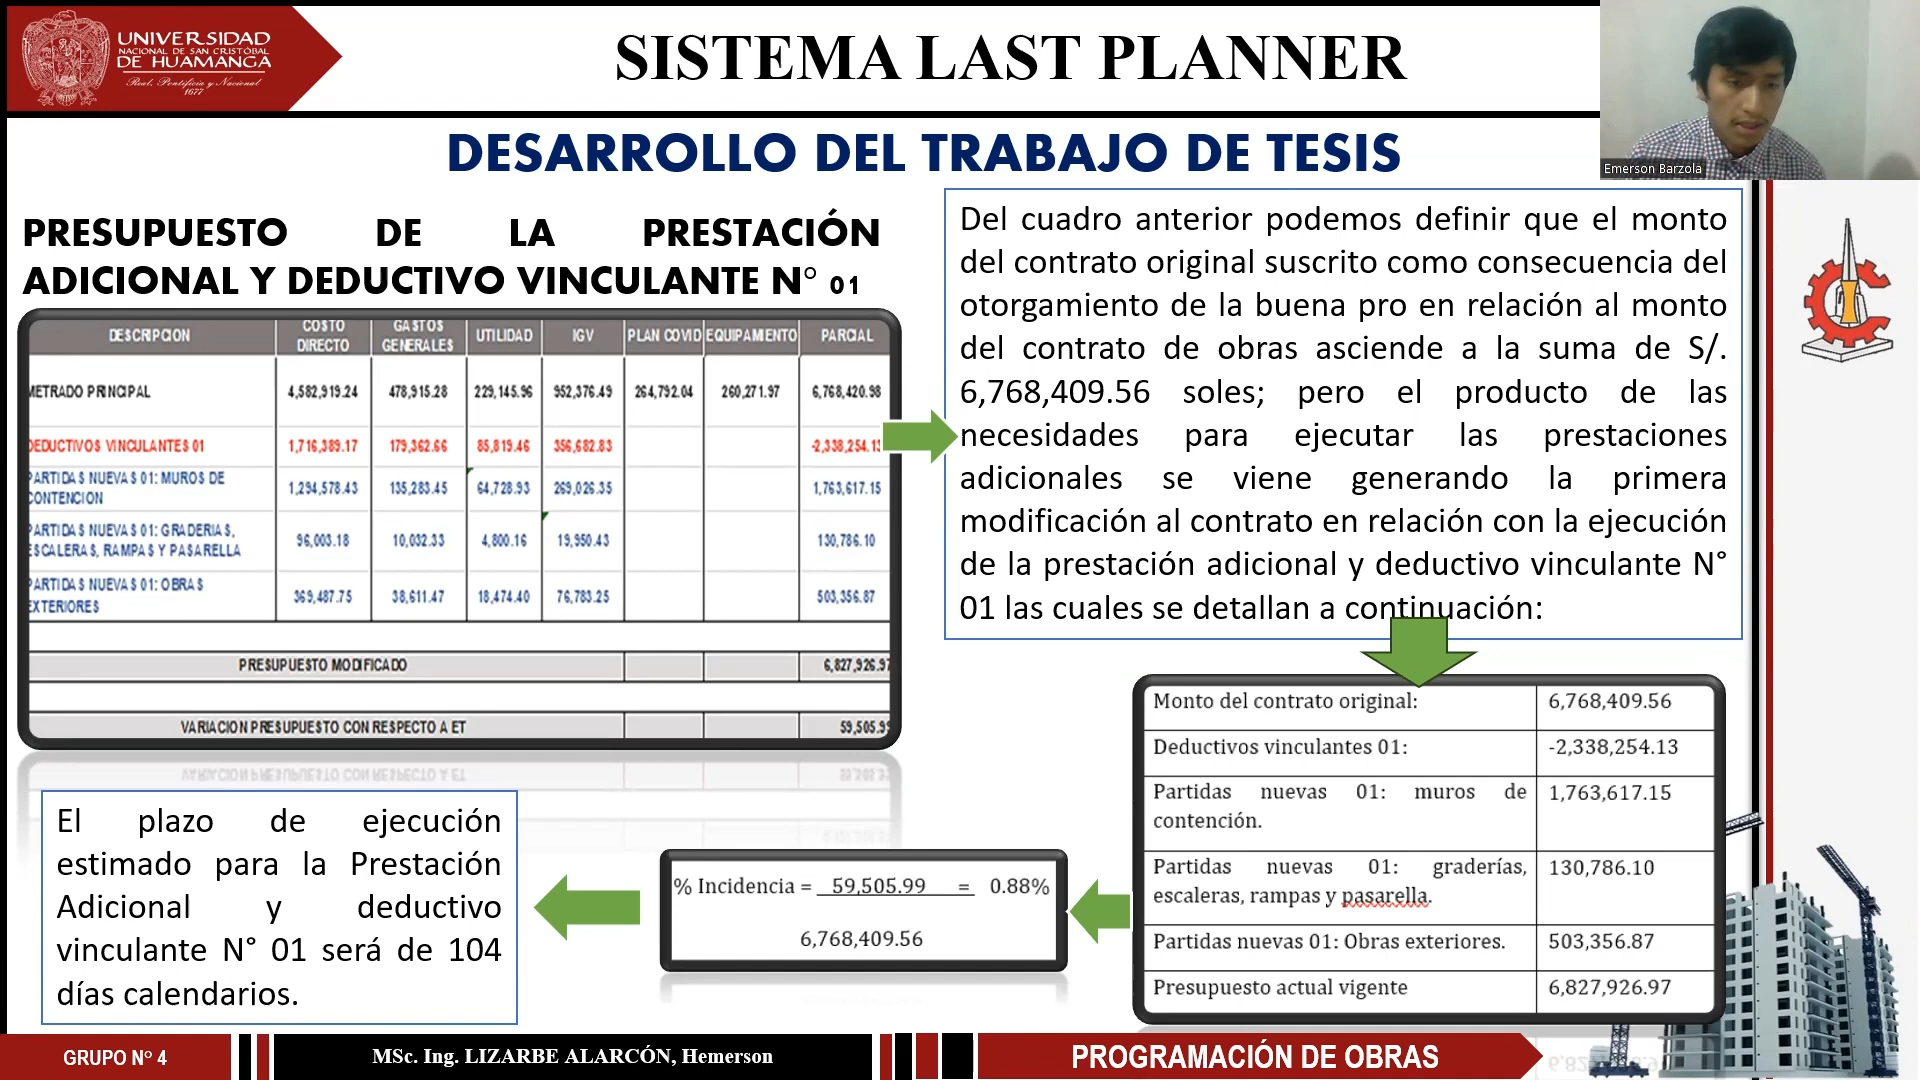 UNIVERSIDAD
NACIONAL DE SAN CRISTÓBAL
DE HUAMANGA
Real, Pontificia y Nacional
1677
SISTEMA LAST PLANNER
Emerson Barzola
DESARROLLO DEL TRABAJO DE TESIS
PRESUPUESTO DE LA PRESTACIÓN
ADICIONAL Y DEDUCTIVO VINCULANTE N° 01
DESCRIPCION COSTO DIRECTO GASTOS GENERALES UTILIDAD IGV PLAN COVID EQUIPAMIENTO PARCIAL
METRADO PRINCIPAL 4,582,919.24 478,915.28 229,145.96 952,376.49 264,792.04 260,271.97 6,768,420.98
DEDUCTIVOS VINCULANTES 01 1,716,389.17 179,362.66 85,819.46 356,682.83 -2,338,254.13
PARTIDAS NUEVAS 01: MUROS DE
CONTENCION 1,294,578.43 135,283.45 64,728.93 269,026.35 1,763,617.15
PARTIDAS NUEVAS 01: GRADERIAS,
ESCALERAS, RAMPAS Y PASARELLA 96,003.18 10,032.33 4,800.16 19,950.43 130,786.10
PARTIDAS NUEVAS 01: OBRAS
EXTERIORES 369,487.75 38,611.47 18,474.40 76,783.25 503,356.87
PRESUPUESTO MODIFICADO 6,827,926.97
VARIACION PRESUPUESTO CON RESPECTO A ET 59,505.99
Del cuadro anterior podemos definir que el monto
del contrato original suscrito como consecuencia del
otorgamiento de la buena pro en relación al monto
del contrato de obras asciende a la suma de S/.
6,768,409.56 soles; pero el producto de las
necesidades para ejecutar las prestaciones
adicionales se viene generando la primera
modificación al contrato en relación con la ejecución
de la prestación adicional y deductivo vinculante N°
01 las cuales se detallan a continuación:
Monto del contrato original: 6,768,409.56
Deductivos vinculantes 01: -2,338,254.13
Partidas nuevas 01: muros de 1,763,617.15
contención.
Partidas nuevas 01: graderías, 130,786.10
escaleras, rampas y pasarella.
Partidas nuevas 01: Obras exteriores. 503,356.87
Presupuesto actual vigente 6,827,926.97
% Incidencia = 59,505.99 = 0.88%
6,768,409.56
El plazo de ejecución
estimado para la Prestación
Adicional y deductivo
vinculante N° 01 será de 104
días calendarios.
GRUPO N° 4
MSc. Ing. LIZARBE ALARCÓN, Hemerson
PROGRAMACIÓN DE OBRAS